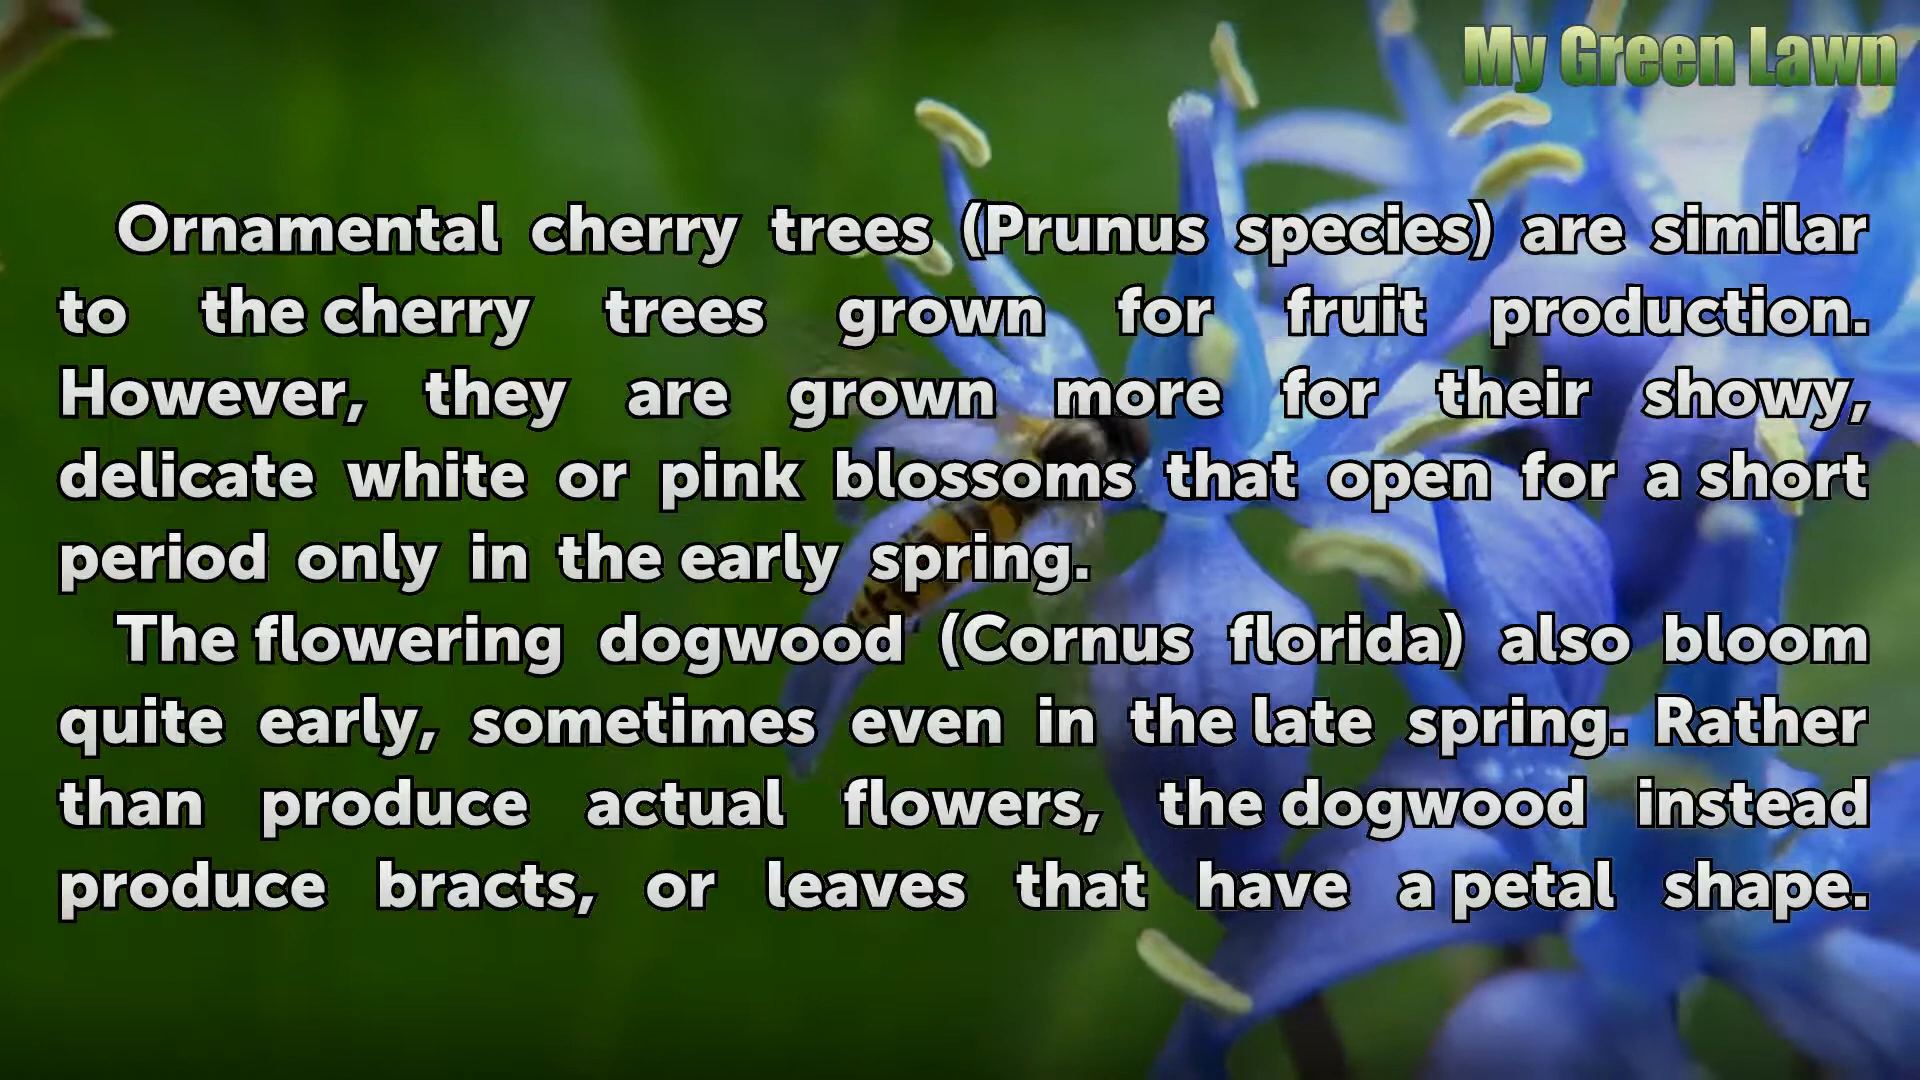 My Green Lawn
Ornamental cherry trees (Prunus species) are similar
to the cherry trees grown for fruit production.
However, they are grown more for their showy,
delicate white or pink blossoms that open for a short
period only in the early spring.
The flowering dogwood (Cornus florida) also bloom
quite early, sometimes even in the late spring. Rather
than produce actual flowers, the dogwood instead
produce bracts, or leaves that have a petal shape.